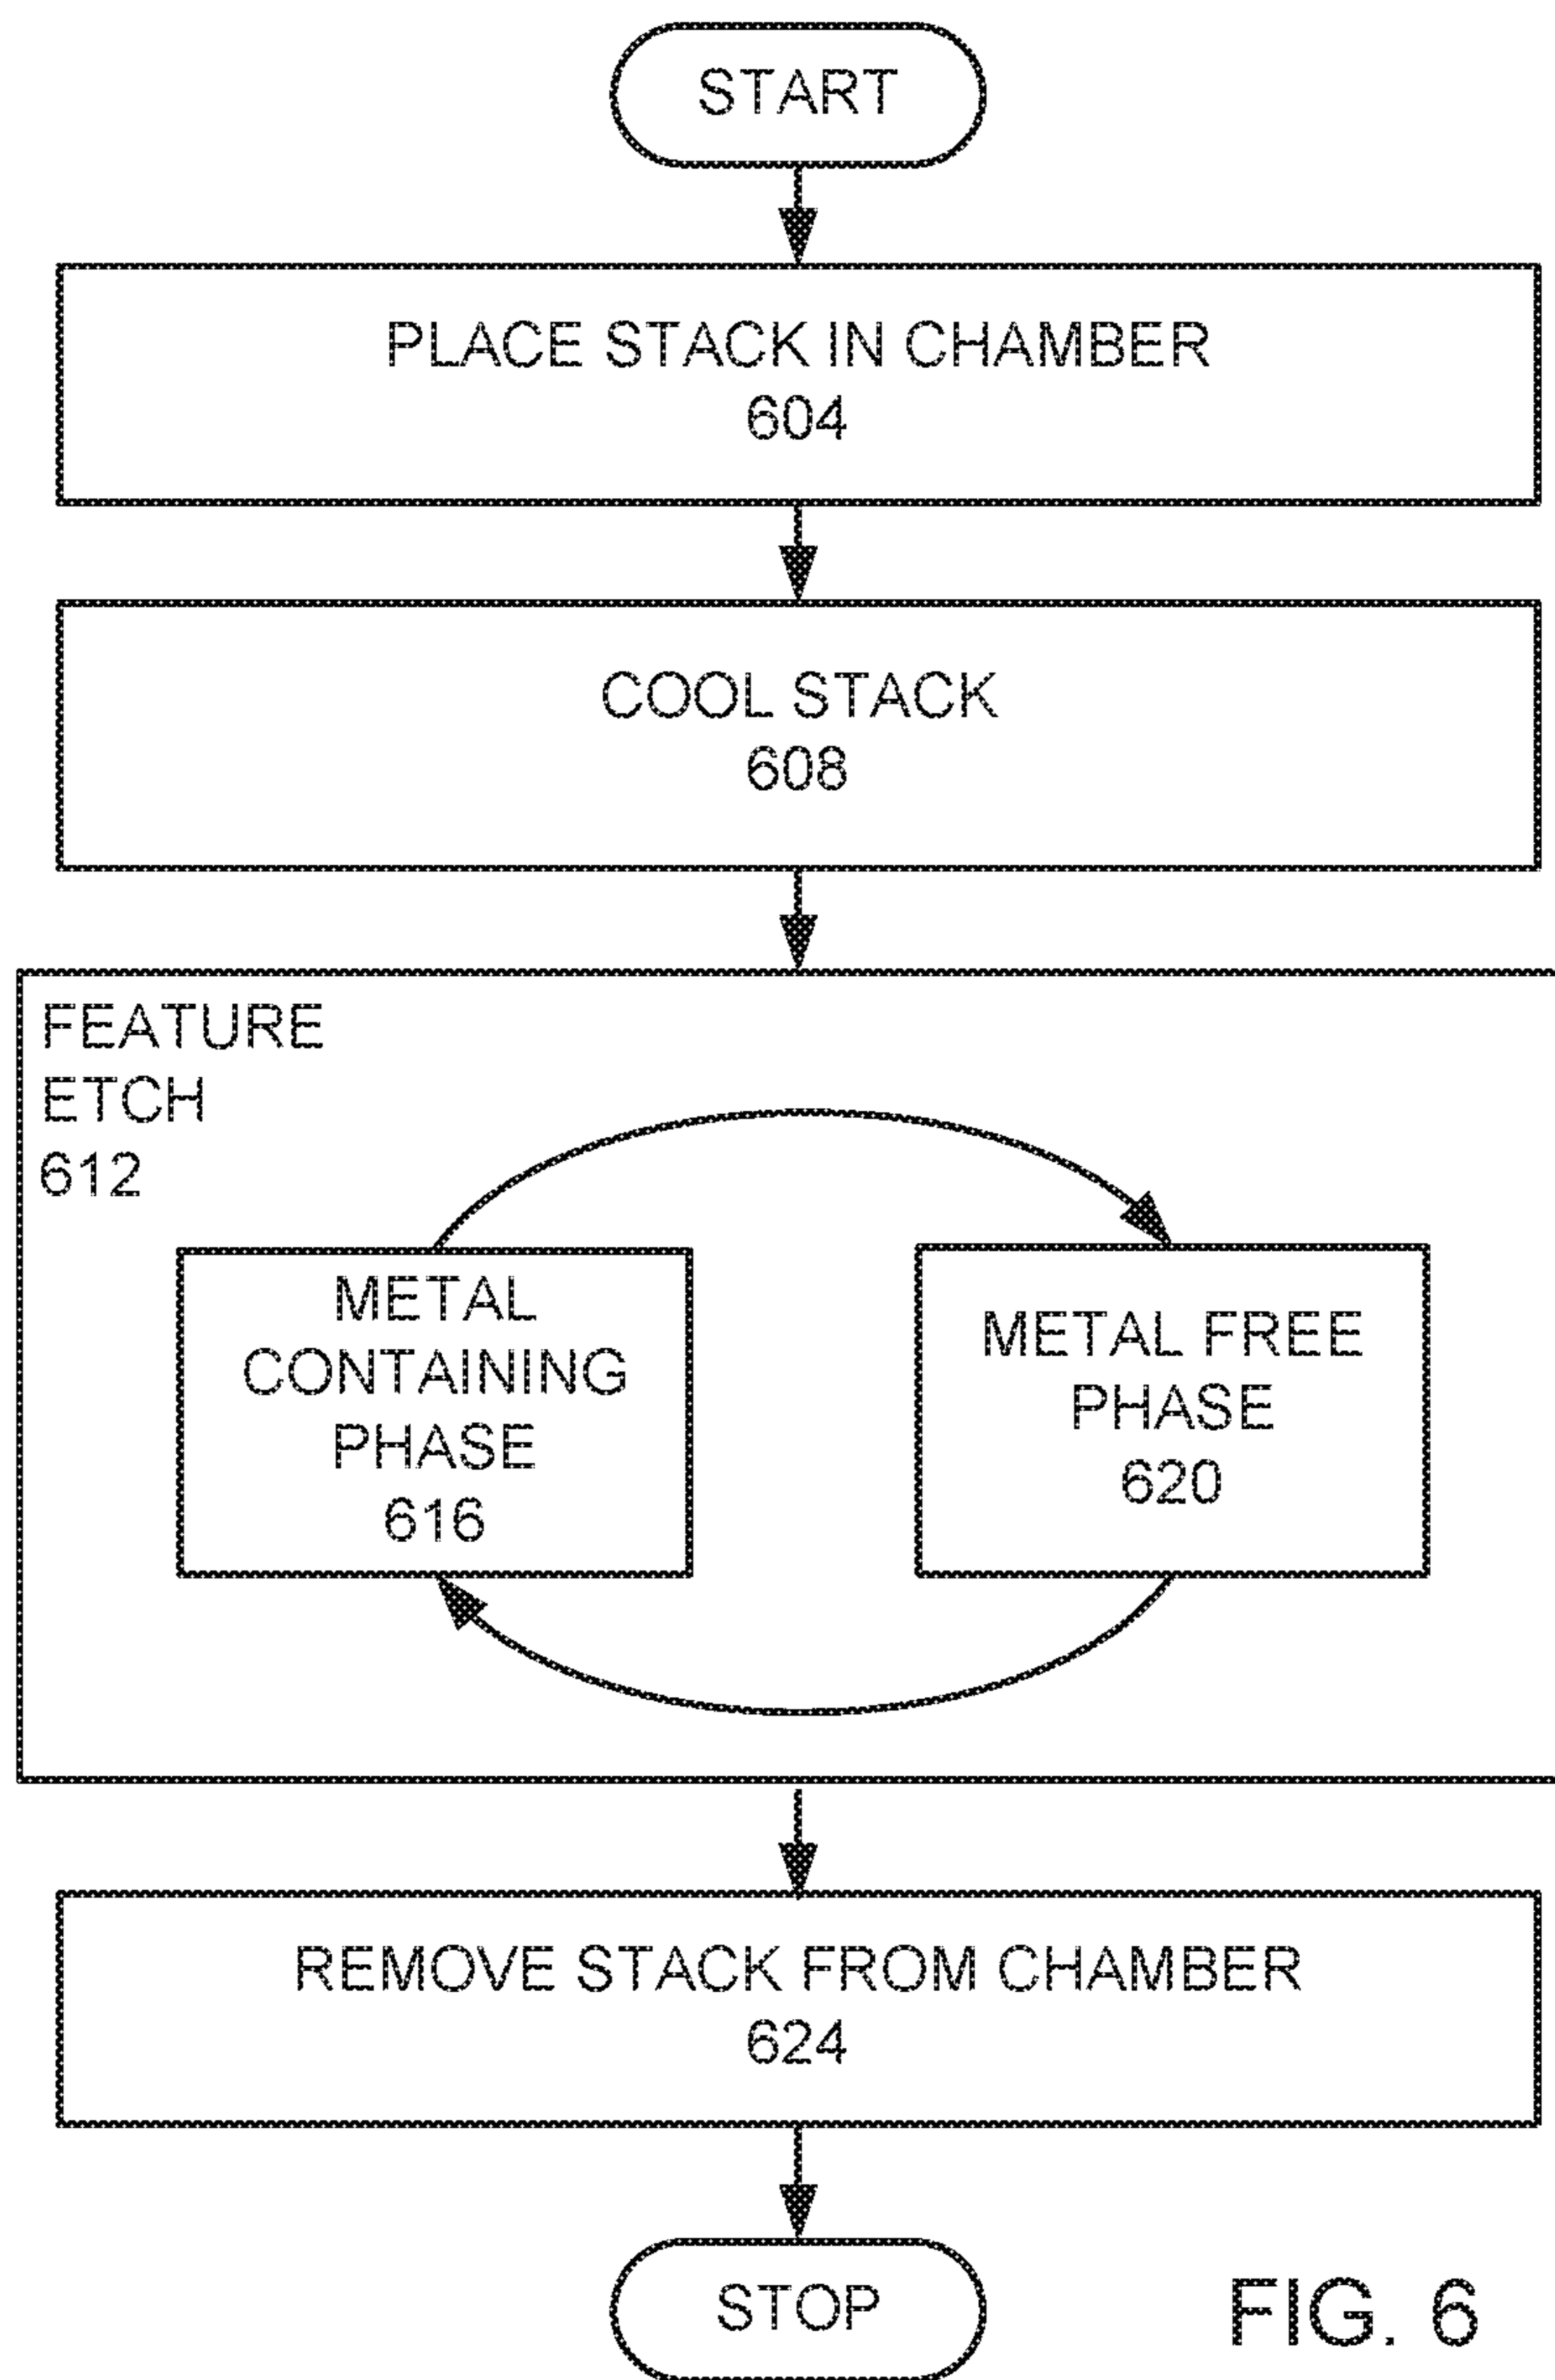 START
PLACE STACK IN CHAMBER
604
COOL STACK
608
FEATURE
ETCH
612
METAL
CONTAINING
PHASE
616
METAL FREE
PHASE
620
REMOVE STACK FROM CHAMBER
624
STOP
FIG. 6